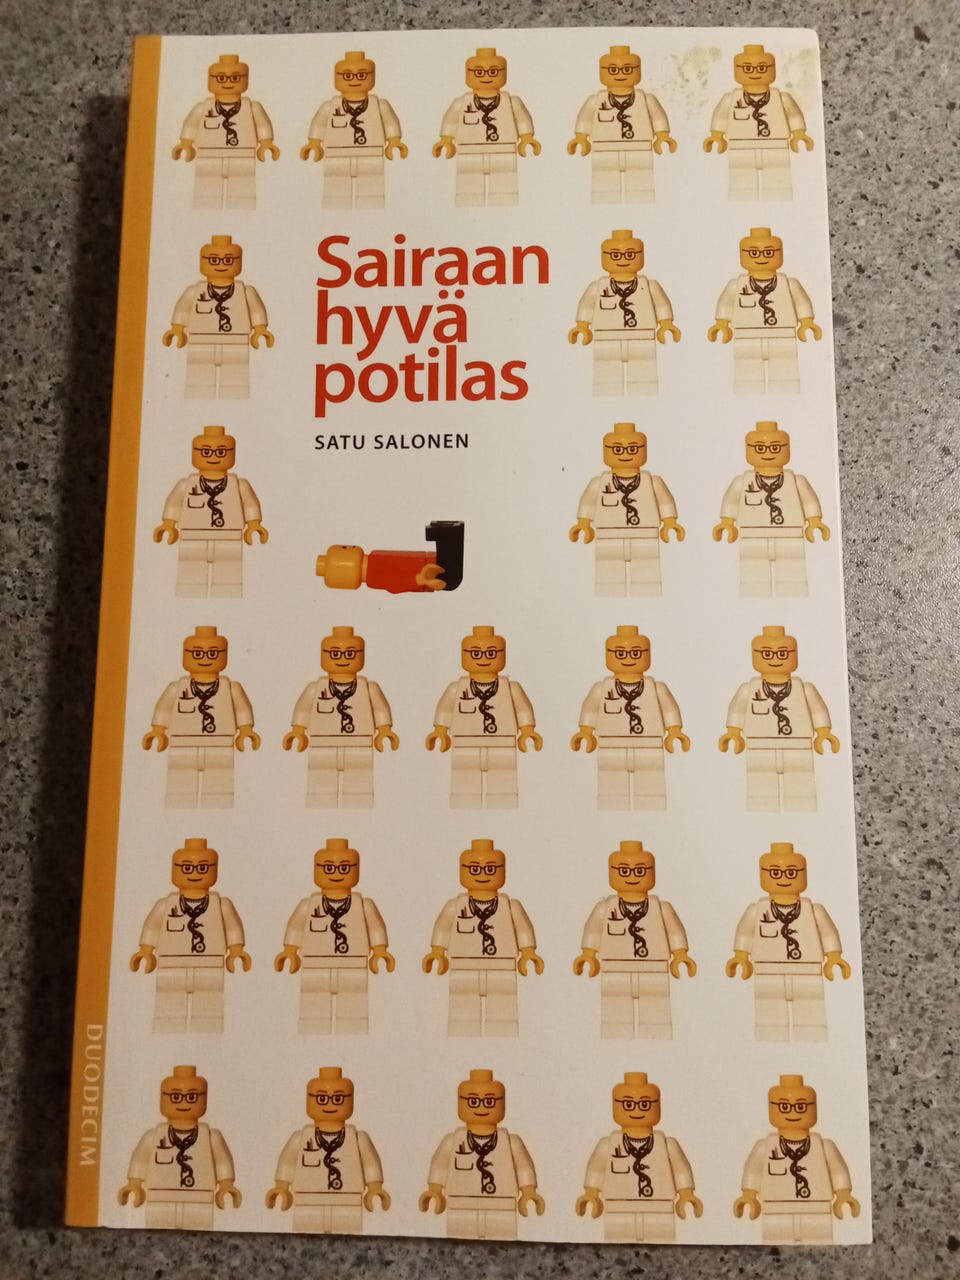 Sairaan
hyvä
potilas
SATU SALONEN
DUODECIM